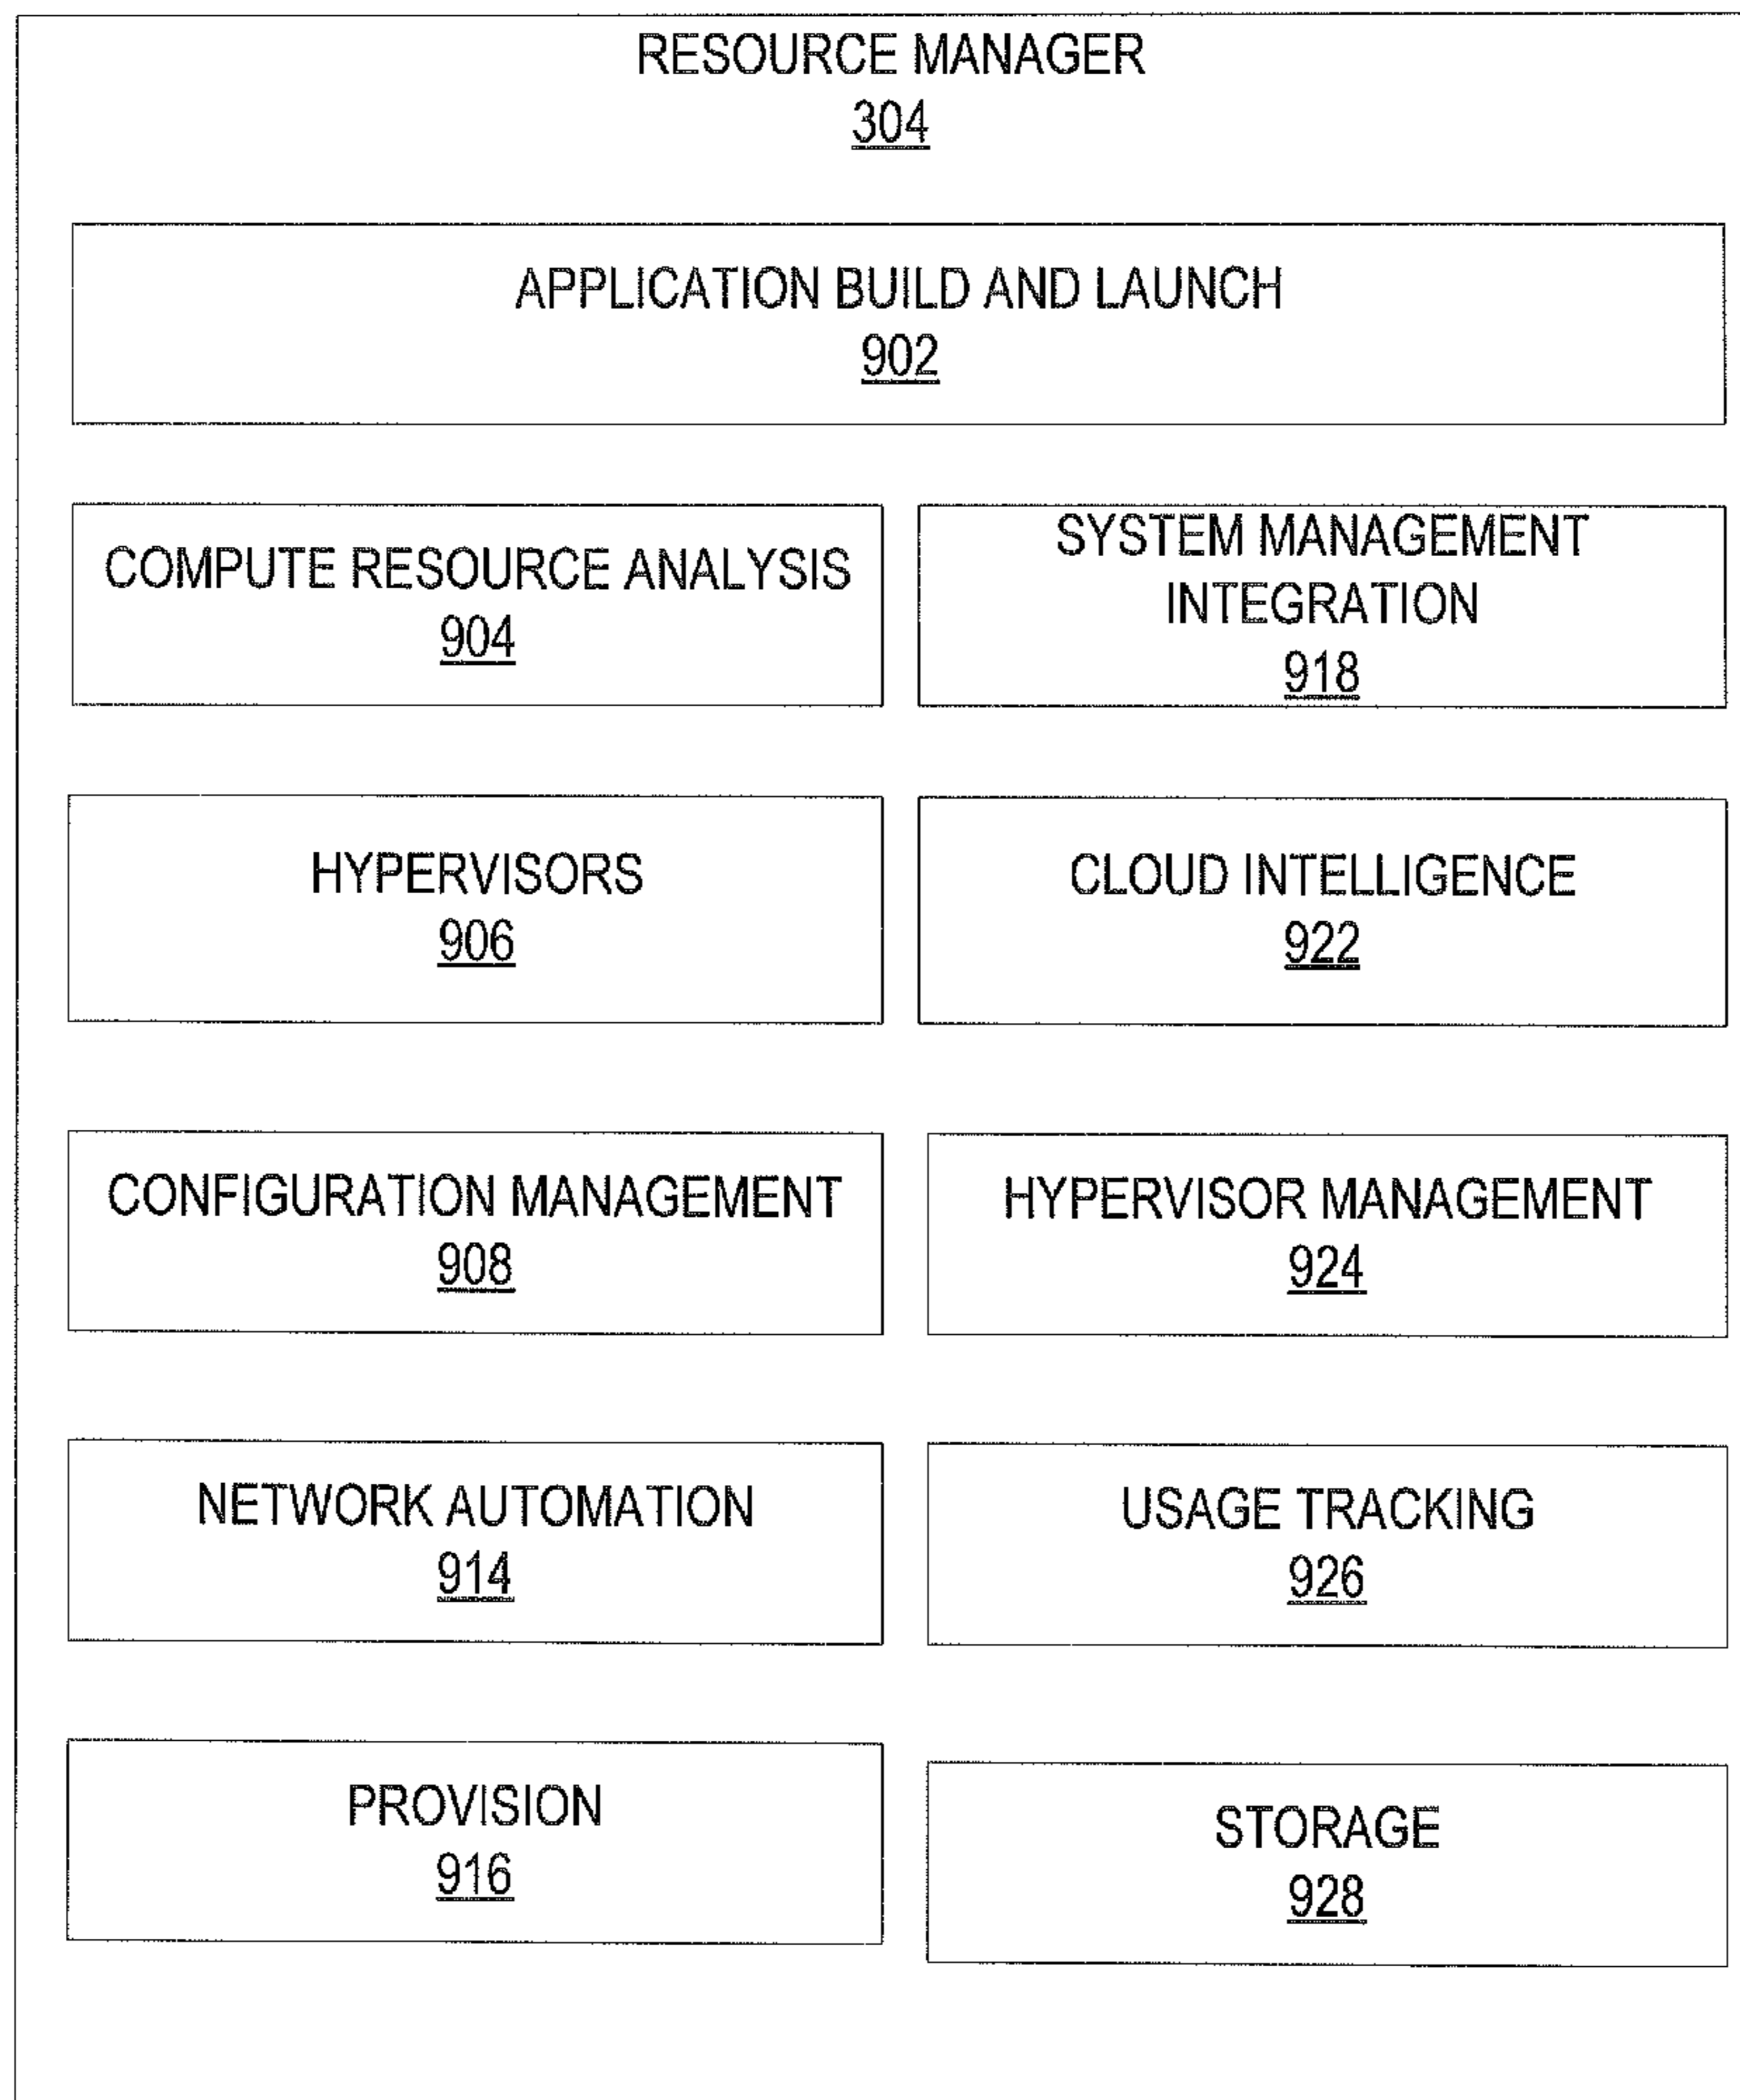 RESOURCE MANAGER
304
APPLICATION BUILD AND LAUNCH
902
COMPUTE RESOURCE ANALYSIS
904
SYSTEM MANAGEMENT
INTEGRATION
918
HYPERVISORS
906
CLOUD INTELLIGENCE
922
CONFIGURATION MANAGEMENT
908
HYPERVISOR MANAGEMENT
924
NETWORK AUTOMATION
914
USAGE TRACKING
926
PROVISION
916
STORAGE
928